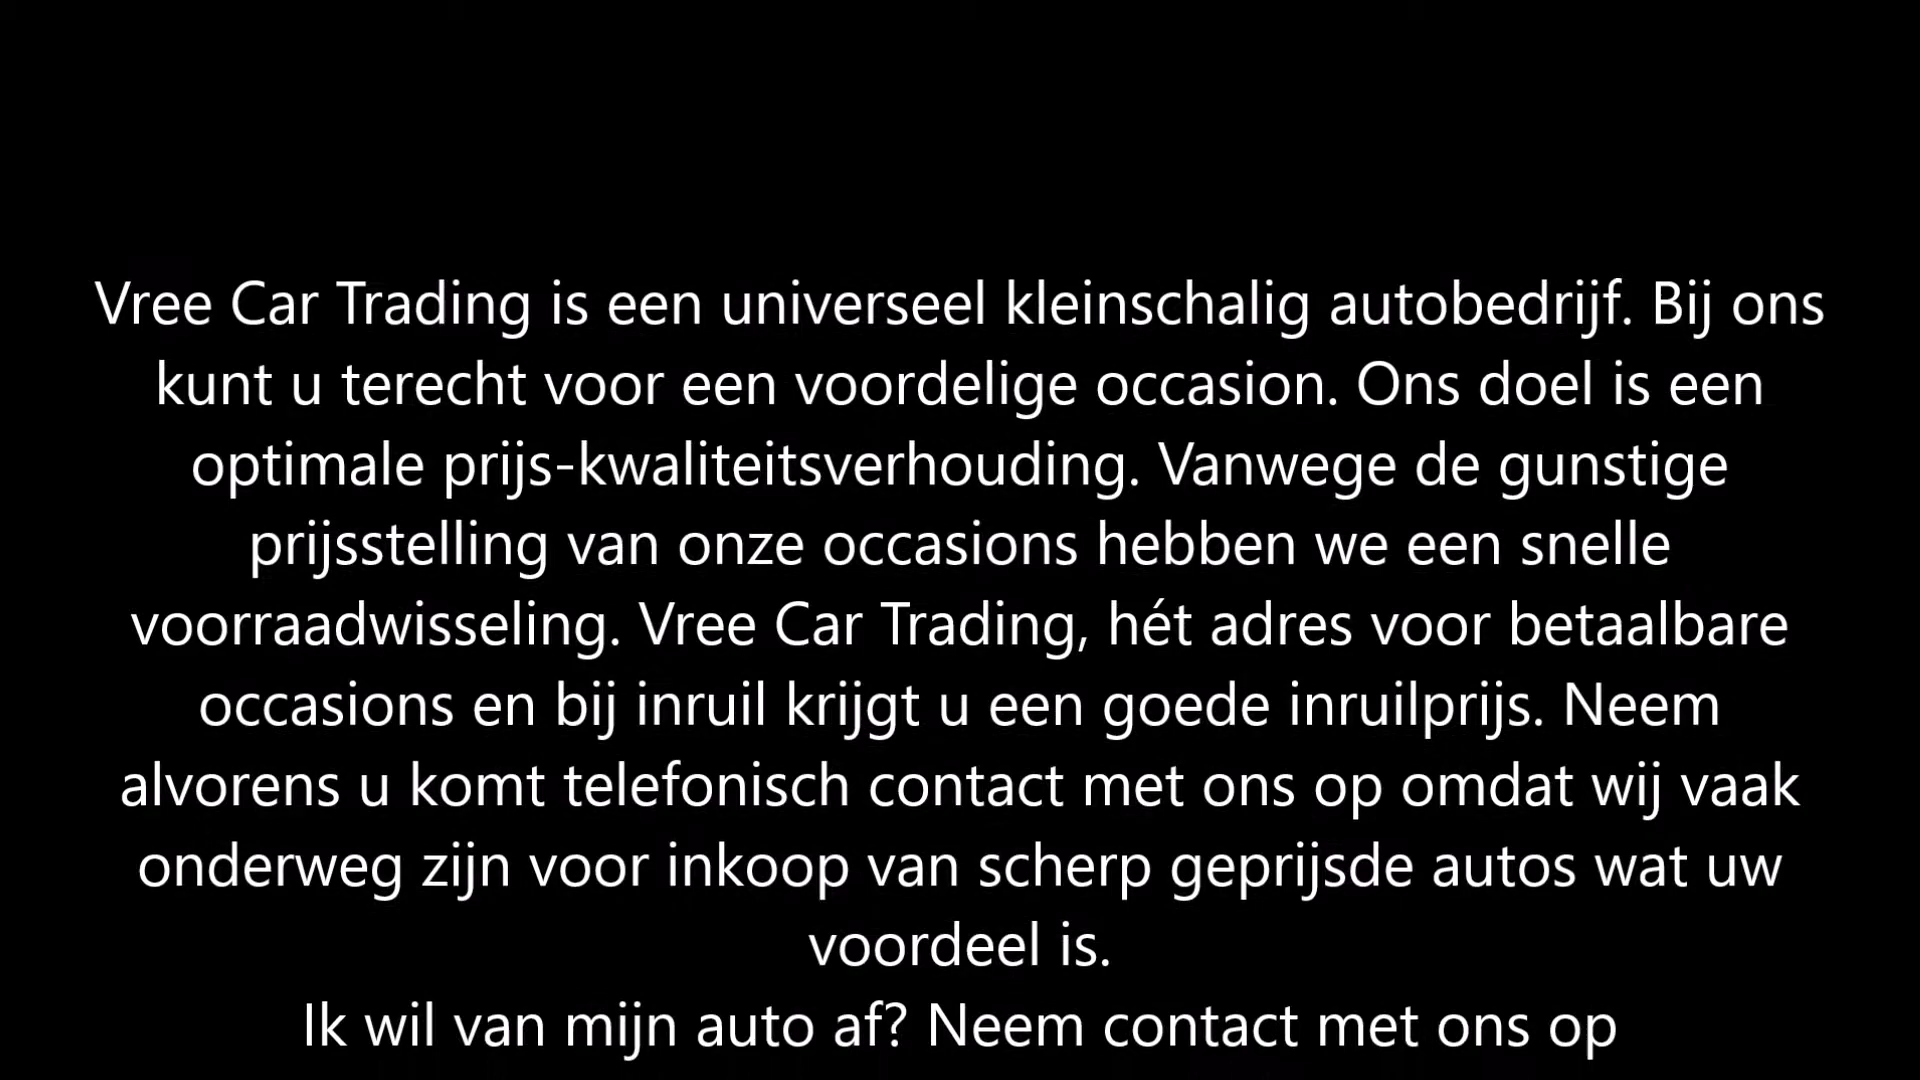 Vree Car Trading is een universeel kleinschalig autobedrijf. Bij ons
kunt u terecht voor een voordelige occasion. Ons doel is een
optimale prijs-kwaliteitsverhouding. Vanwege de gunstige
prijsstelling van onze occasions hebben we een snelle
voorraadwisseling. Vree Car Trading, hét adres voor betaalbare
occasions en bij inruil krijgt u een goede inruilprijs. Neem
alvorens u komt telefonisch contact met ons op omdat wij vaak
onderweg zijn voor inkoop van scherp geprijsde autos wat uw
voordeel is.
Ik wil van mijn auto af? Neem contact met ons op